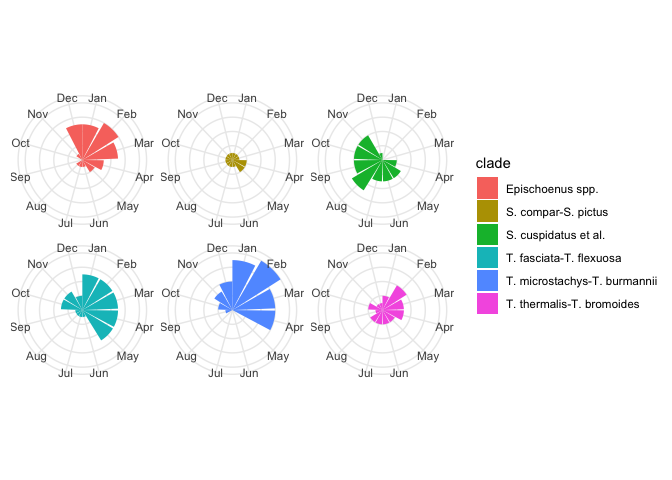 Dec Jan
Nov Feb
Oct Mar
Sep Apr
Aug May
Jul Jun
Dec Jan
Nov Feb
Oct Mar
Sep Apr
Aug May
Jul Jun
Dec Jan
Nov Feb
Oct Mar
Sep Apr
Aug May
Jul Jun
Dec Jan
Nov Feb
Oct Mar
Sep Apr
Aug May
Jul Jun
Dec Jan
Nov Feb
Oct Mar
Sep Apr
Aug May
Jul Jun
Dec Jan
Nov Feb
Oct Mar
Sep Apr
Aug May
Jul Jun
clade
Epischoenus spp.
S. compar-S. pictus
S. cuspidatus et al.
T. fasciata-T. flexuosa
T. microstachys-T. burmannii
T. thermalis-T. bromoides